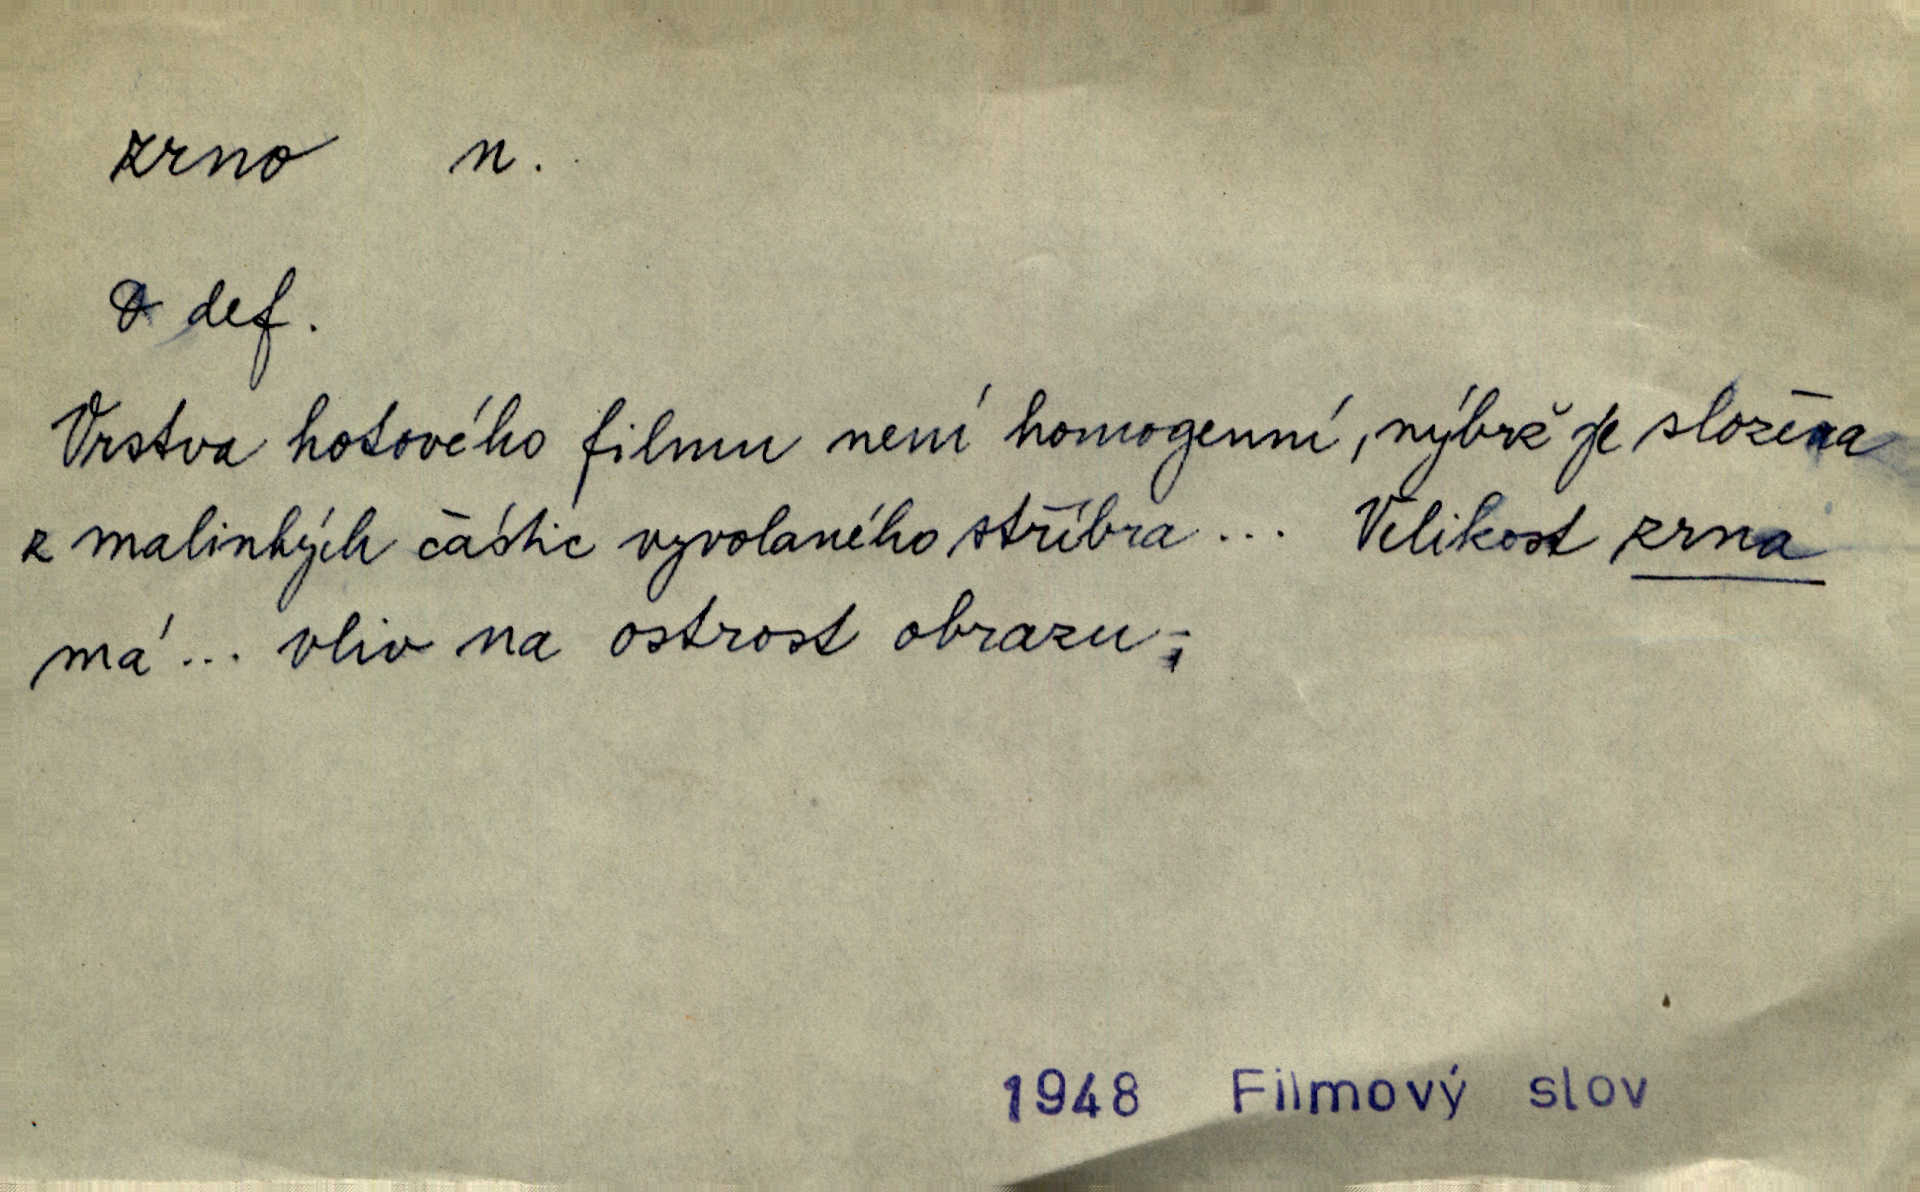 zrno n.
def.
Vrstva hotového filmu není homogenní, nýbrž je složena
z malinkých částic vyvolaného stříbra ... Velikost zrna
má ... vliv na ostrost obrazu;
1948 Filmový slov